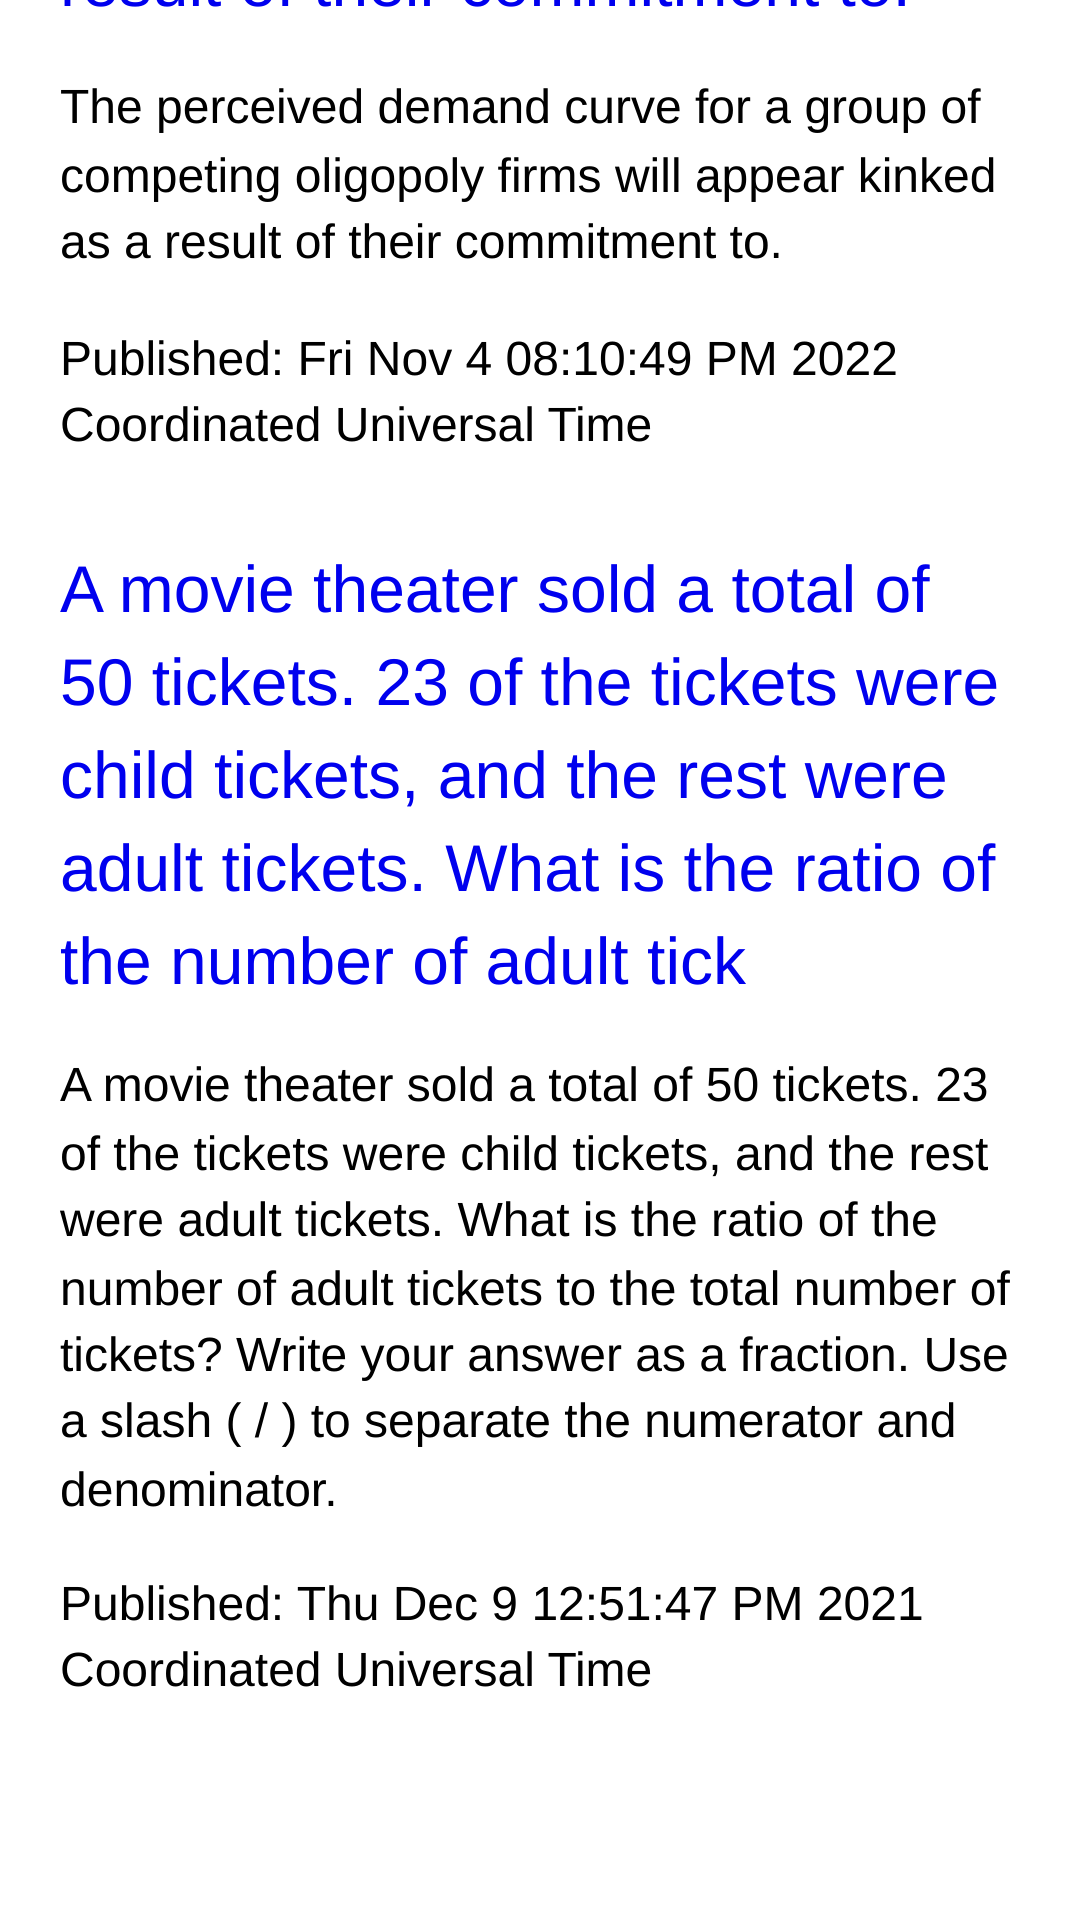 result of their commitment to.
The perceived demand curve for a group of
competing oligopoly firms will appear kinked
as a result of their commitment to.
Published: Fri Nov 4 08:10:49 PM 2022
Coordinated Universal Time
A movie theater sold a total of
50 tickets. 23 of the tickets were
child tickets, and the rest were
adult tickets. What is the ratio of
the number of adult tick
A movie theater sold a total of 50 tickets. 23
of the tickets were child tickets, and the rest
were adult tickets. What is the ratio of the
number of adult tickets to the total number of
tickets? Write your answer as a fraction. Use
a slash ( / ) to separate the numerator and
denominator.
Published: Thu Dec 9 12:51:47 PM 2021
Coordinated Universal Time